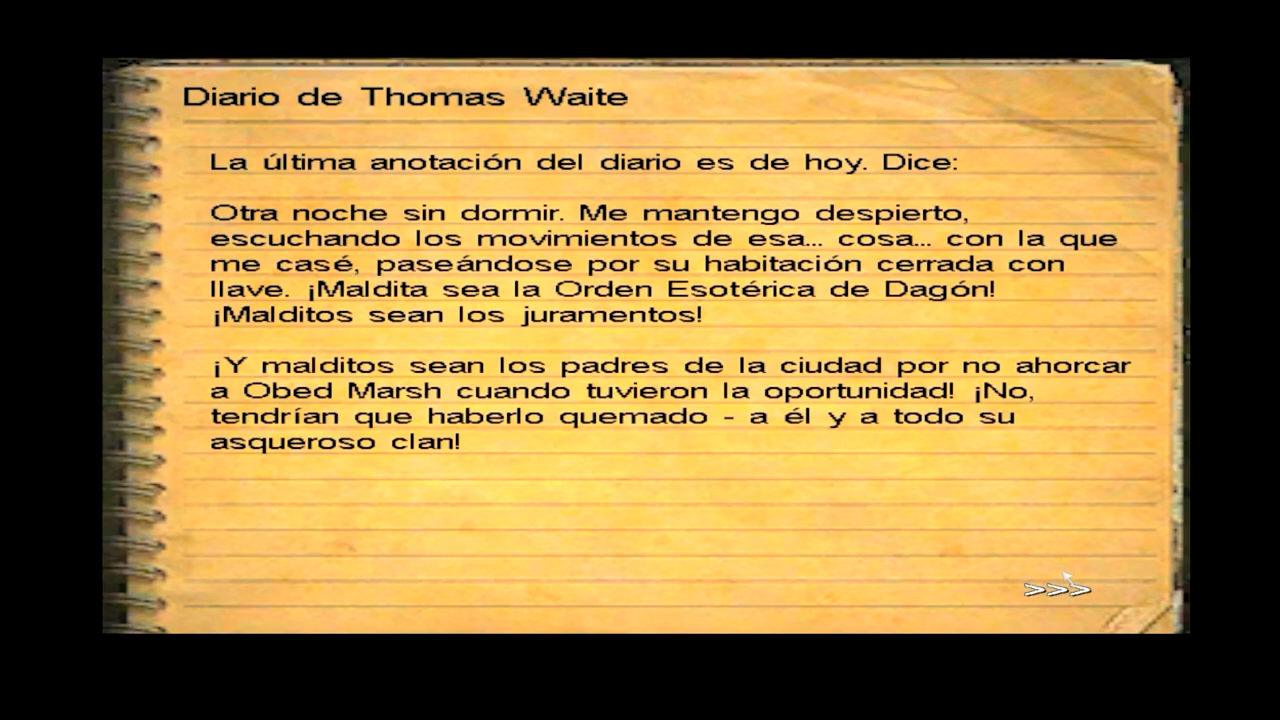 Diario de Thomas Waite
La última anotación del diario es de hoy. Dice:
Otra noche sin dormir. Me mantengo despierto,
escuchando los movimientos de esa... cosa... con la que
me casé, paseándose por su habitación cerrada con
llave. ¡Maldita sea la Orden Esotérica de Dagón!
¡Malditos sean los juramentos!
¡Y malditos sean los padres de la ciudad por no ahorcar
a Obed Marsh cuando tuvieron la oportunidad! ¡No,
tendrían que haberlo quemado - a él y a todo su
asqueroso clan!
>>>